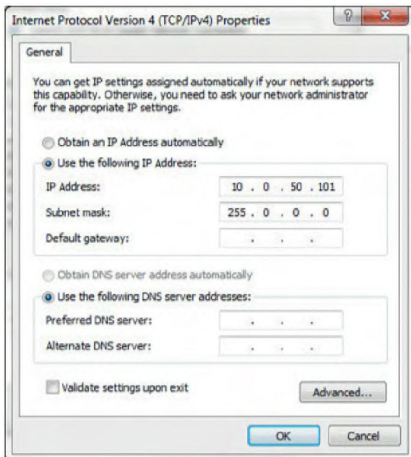 Internet Protocol Version 4 (TCP/IPv4) Properties
? X
General
You can get IP settings assigned automatically if your network supports
this capability. Otherwise, you need to ask your network administrator
for the appropriate IP settings.
Obtain an IP Address automatically
Use the following IP Address:
IP Address: 10 . 0 . 50 . 101
Subnet mask: 255 . 0 . 0 . 0
Default gateway: . . .
Obtain DNS server address automatically
Use the following DNS server addresses:
Preferred DNS server: . . .
Alternate DNS server: . . .
Validate settings upon exit
Advanced...
OK Cancel